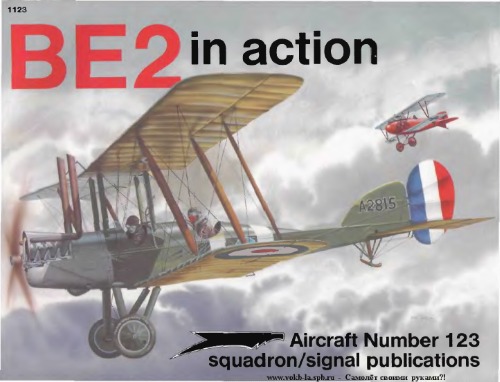 1123
BE2 in action
A2815
Aircraft Number 123
squadron/signal publications
www.vokb-la.spb.ru - Самолёт своими руками?!